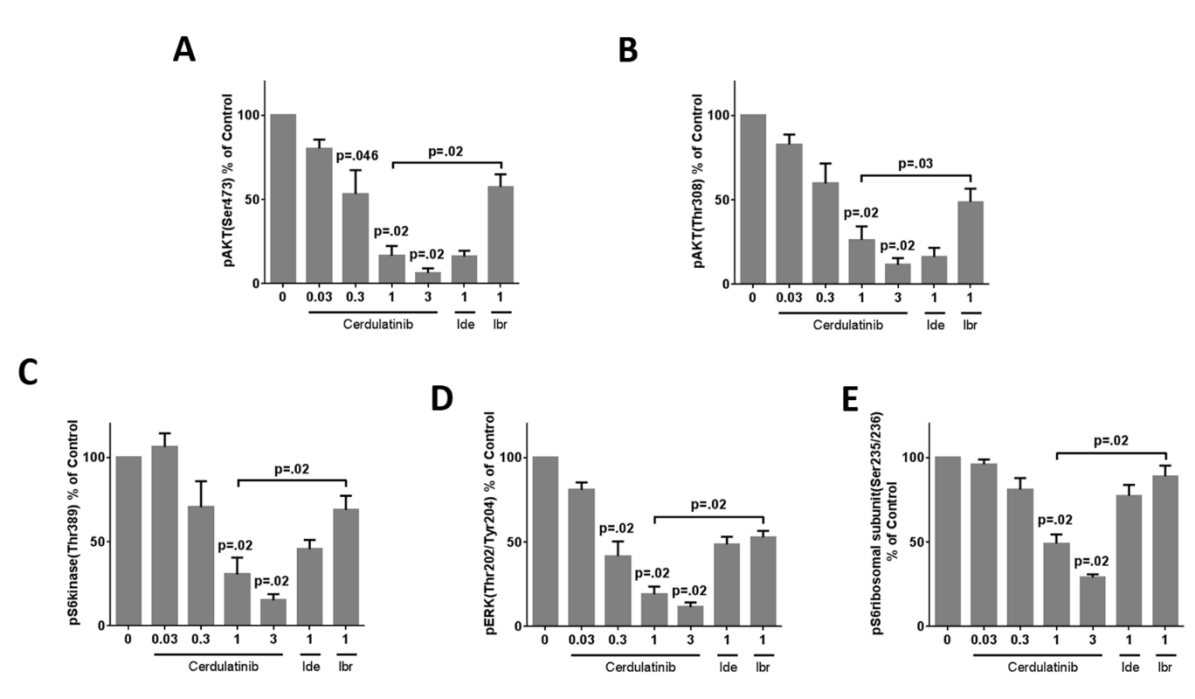 A
pAKT(Ser473) % of Control
100
50
0
p=.046
p=.02
p=.02
p=.02
0 0.03 0.3 1 3 1 1
Cerdulatinib Ide Ibr
B
pAKT(Thr308) % of Control
100
50
0
p=.03
p=.02
p=.02
0 0.03 0.3 1 3 1 1
Cerdulatinib Ide Ibr
C
pS6kinase(Thr389) % of Control
100
50
0
p=.02
p=.02
p=.02
0 0.03 0.3 1 3 1 1
Cerdulatinib Ide Ibr
D
pERK(Thr202/Tyr204) % of Control
100
50
0
p=.02
p=.02
p=.02
p=.02
0 0.03 0.3 1 3 1 1
Cerdulatinib Ide Ibr
E
pS6ribosomal subunit(Ser235/236)
% of Control
100
50
0
p=.02
p=.02
p=.02
0 0.03 0.3 1 3 1 1
Cerdulatinib Ide Ibr